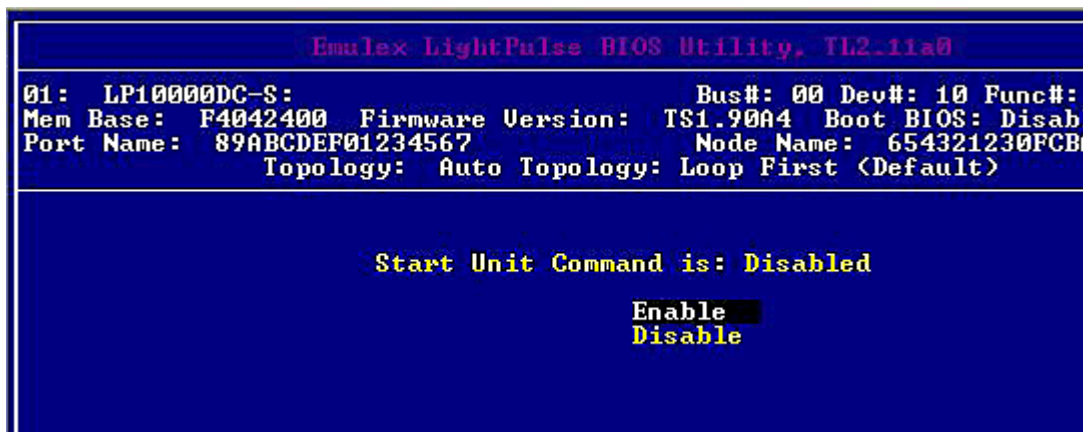 Emulex LightPulse BIOS Utility, TL2.11a0
01: LP10000DC-S: Bus#: 00 Dev#: 10 Func#:
Mem Base: F4042400 Firmware Version: TS1.90A4 Boot BIOS: Disab
Port Name: 89ABCDEF01234567 Node Name: 654321230FCB
Topology: Auto Topology: Loop First (Default)
Start Unit Command is: Disabled
Enable
Disable